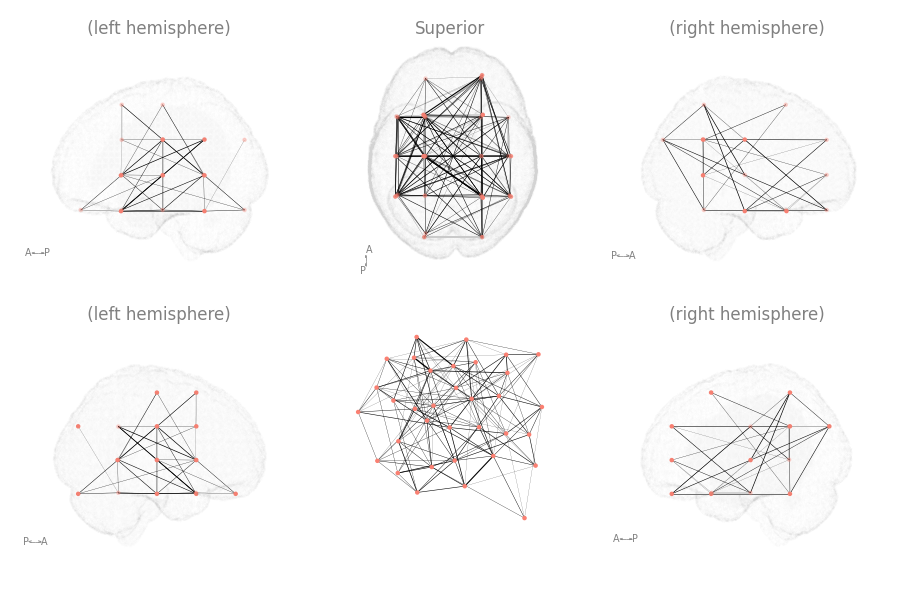 (left hemisphere) Superior (right hemisphere)
A↔P A P P↔A
(left hemisphere) (right hemisphere)
P↔A A↔P